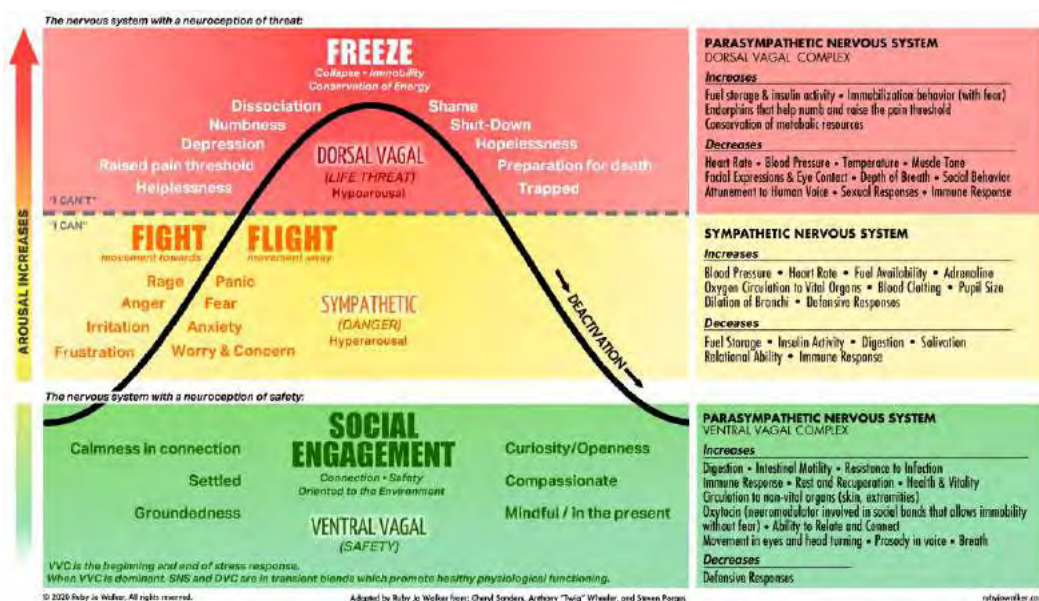 The nervous system with a neuroception of threat:
FREEZE
Collapse • Immobility
Conservation of Energy
Dissociation
Numbness
Depression
Raised pain threshold
Helplessness
Shame
Shut-Down
Hopelessness
Preparation for death
Trapped
DORSAL VAGAL
(LIFE THREAT)
Hypoarousal
"I CAN'T"
"I CAN"
AROUSAL INCREASES
FIGHT
movement towards
FLIGHT
movement away
Rage
Panic
Anger
Fear
Irritation
Anxiety
Frustration
Worry & Concern
SYMPATHETIC
(DANGER)
Hyperarousal
DEACTIVATION
The nervous system with a neuroception of safety:
SOCIAL
ENGAGEMENT
Connection • Safety
Oriented to the Environment
Calmness in connection
Settled
Groundedness
Curiosity/Openness
Compassionate
Mindful / in the present
VENTRAL VAGAL
(SAFETY)
VVC is the beginning and end of stress response.
When VVC is dominant, SNS and DVC are in transient blends which promote healthy physiological functioning.
PARASYMPATHETIC NERVOUS SYSTEM
DORSAL VAGAL COMPLEX
Increases
Fuel storage & insulin activity • Immobilization behavior (with fear)
Endorphins that help numb and raise the pain threshold
Conservation of metabolic resources
Decreases
Heart Rate • Blood Pressure • Temperature • Muscle Tone
Facial Expressions & Eye Contact • Depth of Breath • Social Behavior
Attunement to Human Voice • Sexual Responses • Immune Response
SYMPATHETIC NERVOUS SYSTEM
Increases
Blood Pressure • Heart Rate • Fuel Availability • Adrenaline
Oxygen Circulation to Vital Organs • Blood Clotting • Pupil Size
Dilation of Bronchi • Defensive Responses
Deceases
Fuel Storage • Insulin Activity • Digestion • Salivation
Relational Ability • Immune Response
PARASYMPATHETIC NERVOUS SYSTEM
VENTRAL VAGAL COMPLEX
Increases
Digestion • Intestinal Motility • Resistance to Infection
Immune Response • Rest and Recuperation • Health & Vitality
Circulation to non-vital organs (skin, extremities)
Oxytocin (neuromodulator involved in social bonds that allows immobility
without fear) • Ability to Relate and Connect
Movement in eyes and head turning • Prosody in voice • Breath
Decreases
Defensive Responses
© 2020 Ruby Jo Walker. All rights reserved.
Adapted by Ruby Jo Walker from: Cheryl Sanders, Anthony "Twig" Wheeler, and Steven Porges
rubyjowalker.co